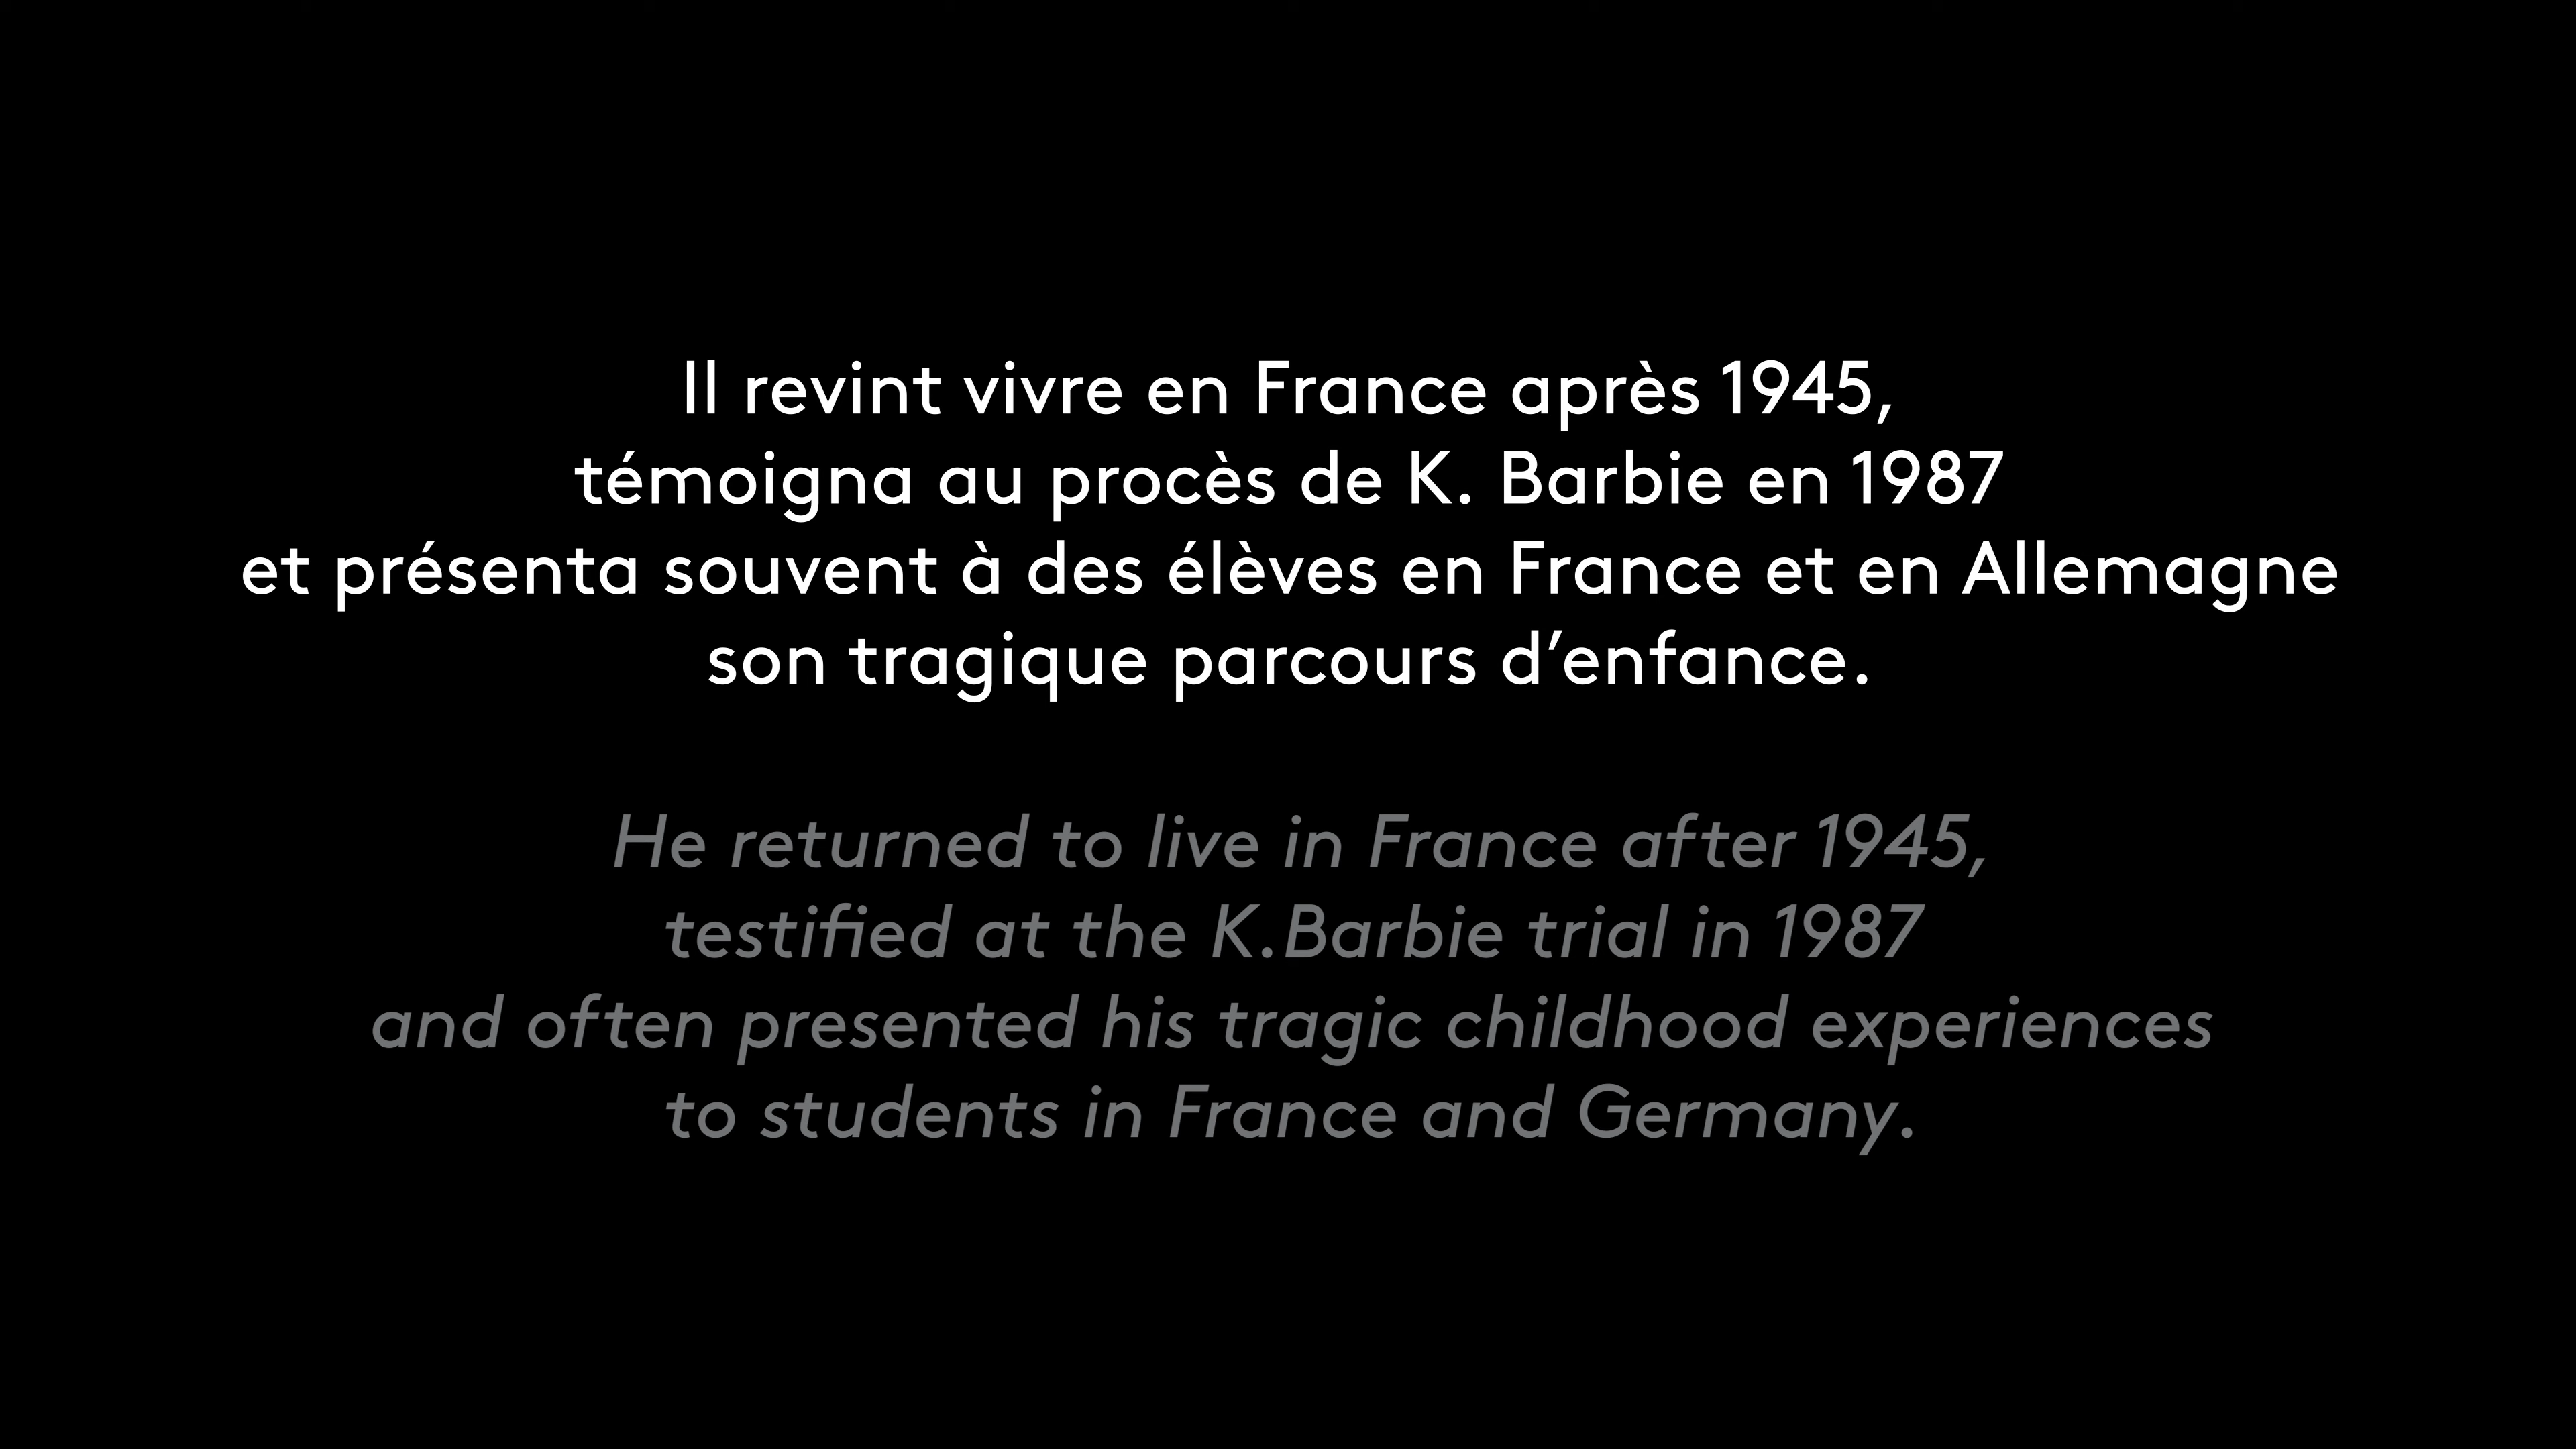 Il revint vivre en France après 1945,
témoigna au procès de K. Barbie en 1987
et présenta souvent à des élèves en France et en Allemagne
son tragique parcours d’enfance.
He returned to live in France after 1945,
testified at the K.Barbie trial in 1987
and often presented his tragic childhood experiences
to students in France and Germany.